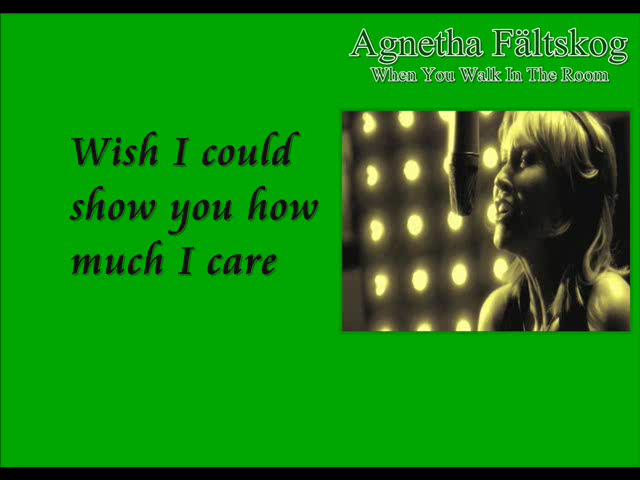 Agnetha Fältskog
When You Walk In The Room
Wish I could
show you how
much I care